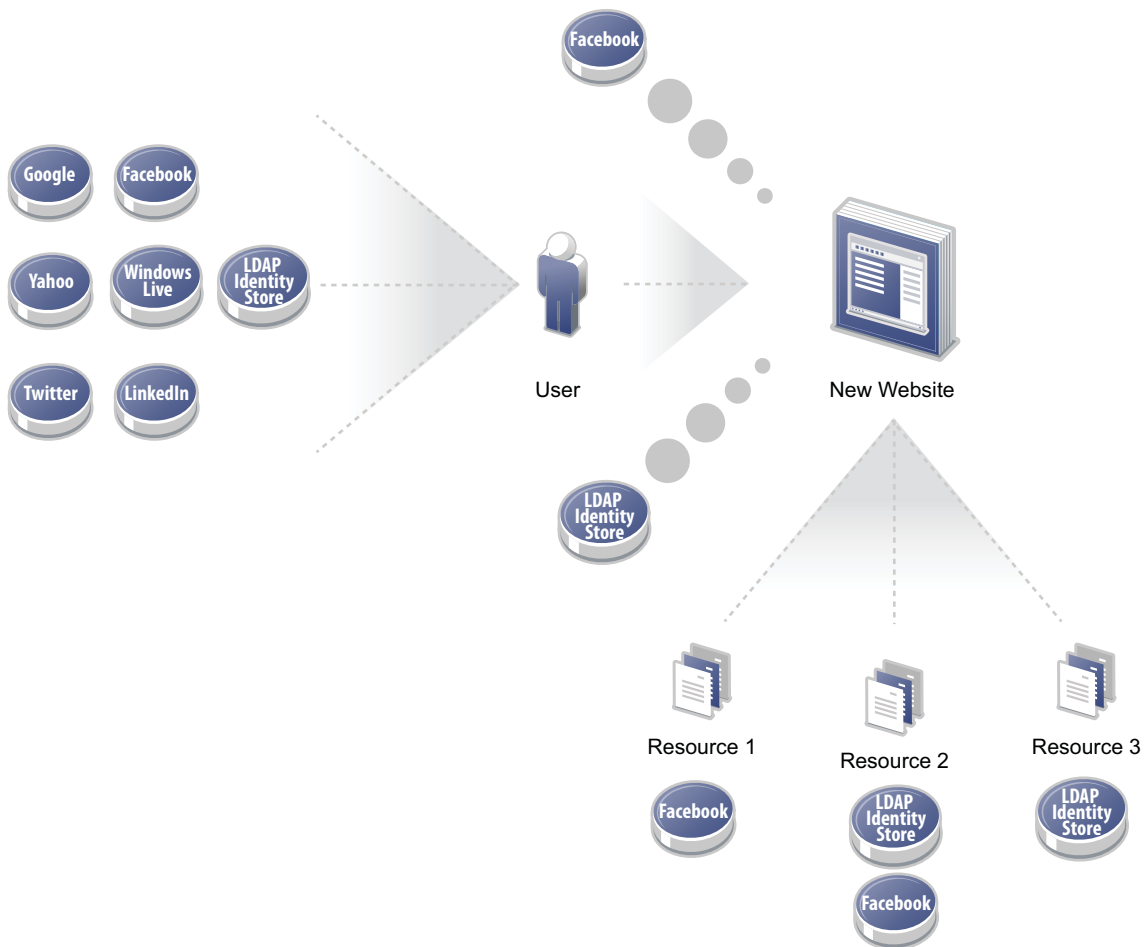 Facebook
Google
Facebook
Yahoo
Windows
Live
LDAP
Identity
Store
Twitter
LinkedIn
User
New Website
LDAP
Identity
Store
Resource 1
Resource 2
Resource 3
Facebook
LDAP
Identity
Store
LDAP
Identity
Store
Facebook